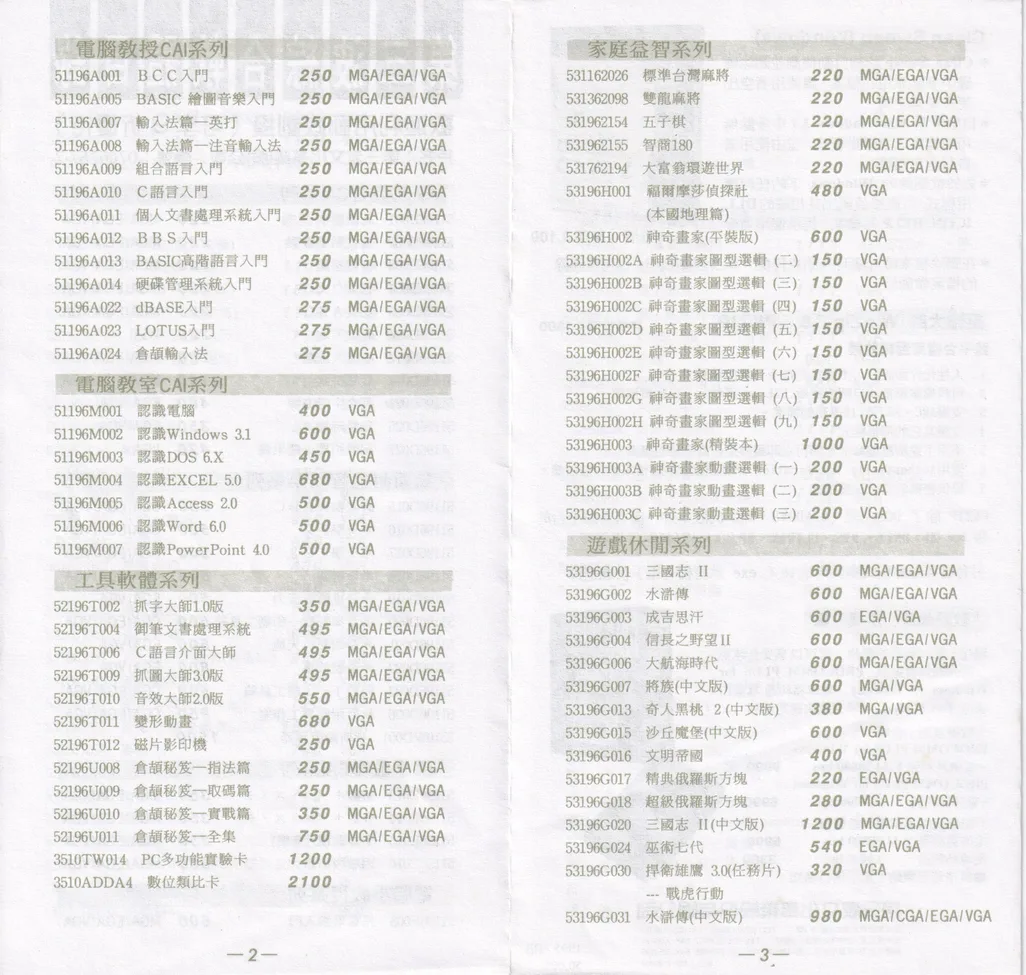 電腦教授CAI系列
51196A001 BCC入門 250 MGA/EGA/VGA
51196A005 BASIC 繪圖音樂入門 250 MGA/EGA/VGA
51196A007 輸入法篇—英打 250 MGA/EGA/VGA
51196A008 輸入法篇—注音輸入法 250 MGA/EGA/VGA
51196A009 組合語言入門 250 MGA/EGA/VGA
51196A010 C語言入門 250 MGA/EGA/VGA
51196A011 個人文書處理系統入門 250 MGA/EGA/VGA
51196A012 BBS入門 250 MGA/EGA/VGA
51196A013 BASIC高階語言入門 250 MGA/EGA/VGA
51196A014 硬碟管理系統入門 250 MGA/EGA/VGA
51196A022 dBASE入門 275 MGA/EGA/VGA
51196A023 LOTUS入門 275 MGA/EGA/VGA
51196A024 倉頡輸入法 275 MGA/EGA/VGA
電腦教室CAI系列
51196M001 認識電腦 400 VGA
51196M002 認識Windows 3.1 600 VGA
51196M003 認識DOS 6.X 450 VGA
51196M004 認識EXCEL 5.0 680 VGA
51196M005 認識Access 2.0 500 VGA
51196M006 認識Word 6.0 500 VGA
51196M007 認識PowerPoint 4.0 500 VGA
工具軟體系列
52196T002 抓字大師1.0版 350 MGA/EGA/VGA
52196T004 御筆文書處理系統 495 MGA/EGA/VGA
52196T006 C語言介面大師 495 MGA/EGA/VGA
52196T009 抓圖大師3.0版 495 MGA/EGA/VGA
52196T010 音效大師2.0版 550 MGA/EGA/VGA
52196T011 變形動畫 680 VGA
52196T012 磁片影印機 250 VGA
52196U008 倉頡秘笈—指法篇 250 MGA/EGA/VGA
52196U009 倉頡秘笈—取碼篇 250 MGA/EGA/VGA
52196U010 倉頡秘笈—實戰篇 350 MGA/EGA/VGA
52196U011 倉頡秘笈—全集 750 MGA/EGA/VGA
3510TW014 PC多功能實驗卡 1200
3510ADDA4 數位類比卡 2100
—2—
家庭益智系列
531162026 標準台灣麻將 220 MGA/EGA/VGA
531362098 雙龍麻將 220 MGA/EGA/VGA
531962154 五子棋 220 MGA/EGA/VGA
531962155 智商180 220 MGA/EGA/VGA
531762194 大富翁環遊世界 220 MGA/EGA/VGA
53196H001 福爾摩莎偵探社 480 VGA
(本國地理篇)
53196H002 神奇畫家(平裝版) 600 VGA
53196H002A 神奇畫家圖型選輯 (二) 150 VGA
53196H002B 神奇畫家圖型選輯 (三) 150 VGA
53196H002C 神奇畫家圖型選輯 (四) 150 VGA
53196H002D 神奇畫家圖型選輯 (五) 150 VGA
53196H002E 神奇畫家圖型選輯 (六) 150 VGA
53196H002F 神奇畫家圖型選輯 (七) 150 VGA
53196H002G 神奇畫家圖型選輯 (八) 150 VGA
53196H002H 神奇畫家圖型選輯 (九) 150 VGA
53196H003 神奇畫家(精裝本) 1000 VGA
53196H003A 神奇畫家動畫選輯 (一) 200 VGA
53196H003B 神奇畫家動畫選輯 (二) 200 VGA
53196H003C 神奇畫家動畫選輯 (三) 200 VGA
遊戲休閒系列
53196G001 三國志 II 600 MGA/EGA/VGA
53196G002 水滸傳 600 MGA/EGA/VGA
53196G003 成吉思汗 600 EGA/VGA
53196G004 信長之野望II 600 MGA/EGA/VGA
53196G006 大航海時代 600 MGA/EGA/VGA
53196G007 將族(中文版) 600 MGA/VGA
53196G013 奇人黑桃 2 (中文版) 380 MGA/VGA
53196G015 沙丘魔堡(中文版) 600 VGA
53196G016 文明帝國 400 VGA
53196G017 精典俄羅斯方塊 220 EGA/VGA
53196G018 超級俄羅斯方塊 280 MGA/EGA/VGA
53196G020 三國志 II(中文版) 1200 MGA/EGA/VGA
53196G024 巫術七代 540 EGA/VGA
53196G030 捍衛雄鷹 3.0(任務片) 320 VGA
--- 戰虎行動
53196G031 水滸傳(中文版) 980 MGA/CGA/EGA/VGA
—3—